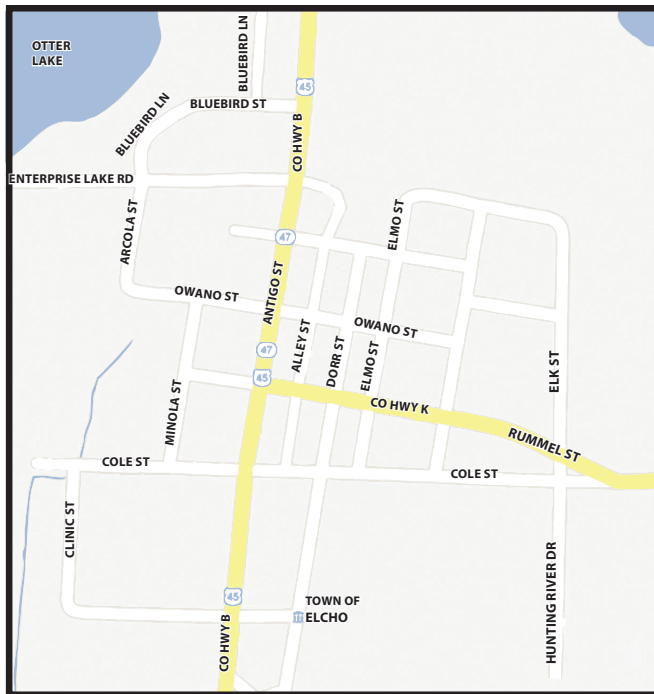 OTTER
LAKE
BLUEBIRD LN
45
BLUEBIRD ST
BLUEBIRD LN
CO HWY B
ENTERPRISE LAKE RD
ARCOLA ST
ELMO ST
47
ANTIGO ST
OWANO ST
OWANO ST
ALLEY ST
DORR ST
ELMO ST
47
45
ELK ST
MINOLA ST
CO HWY K
RUMMEL ST
COLE ST
COLE ST
CLINIC ST
HUNTING RIVER DR
45
TOWN OF
ELCHO
CO HWY B